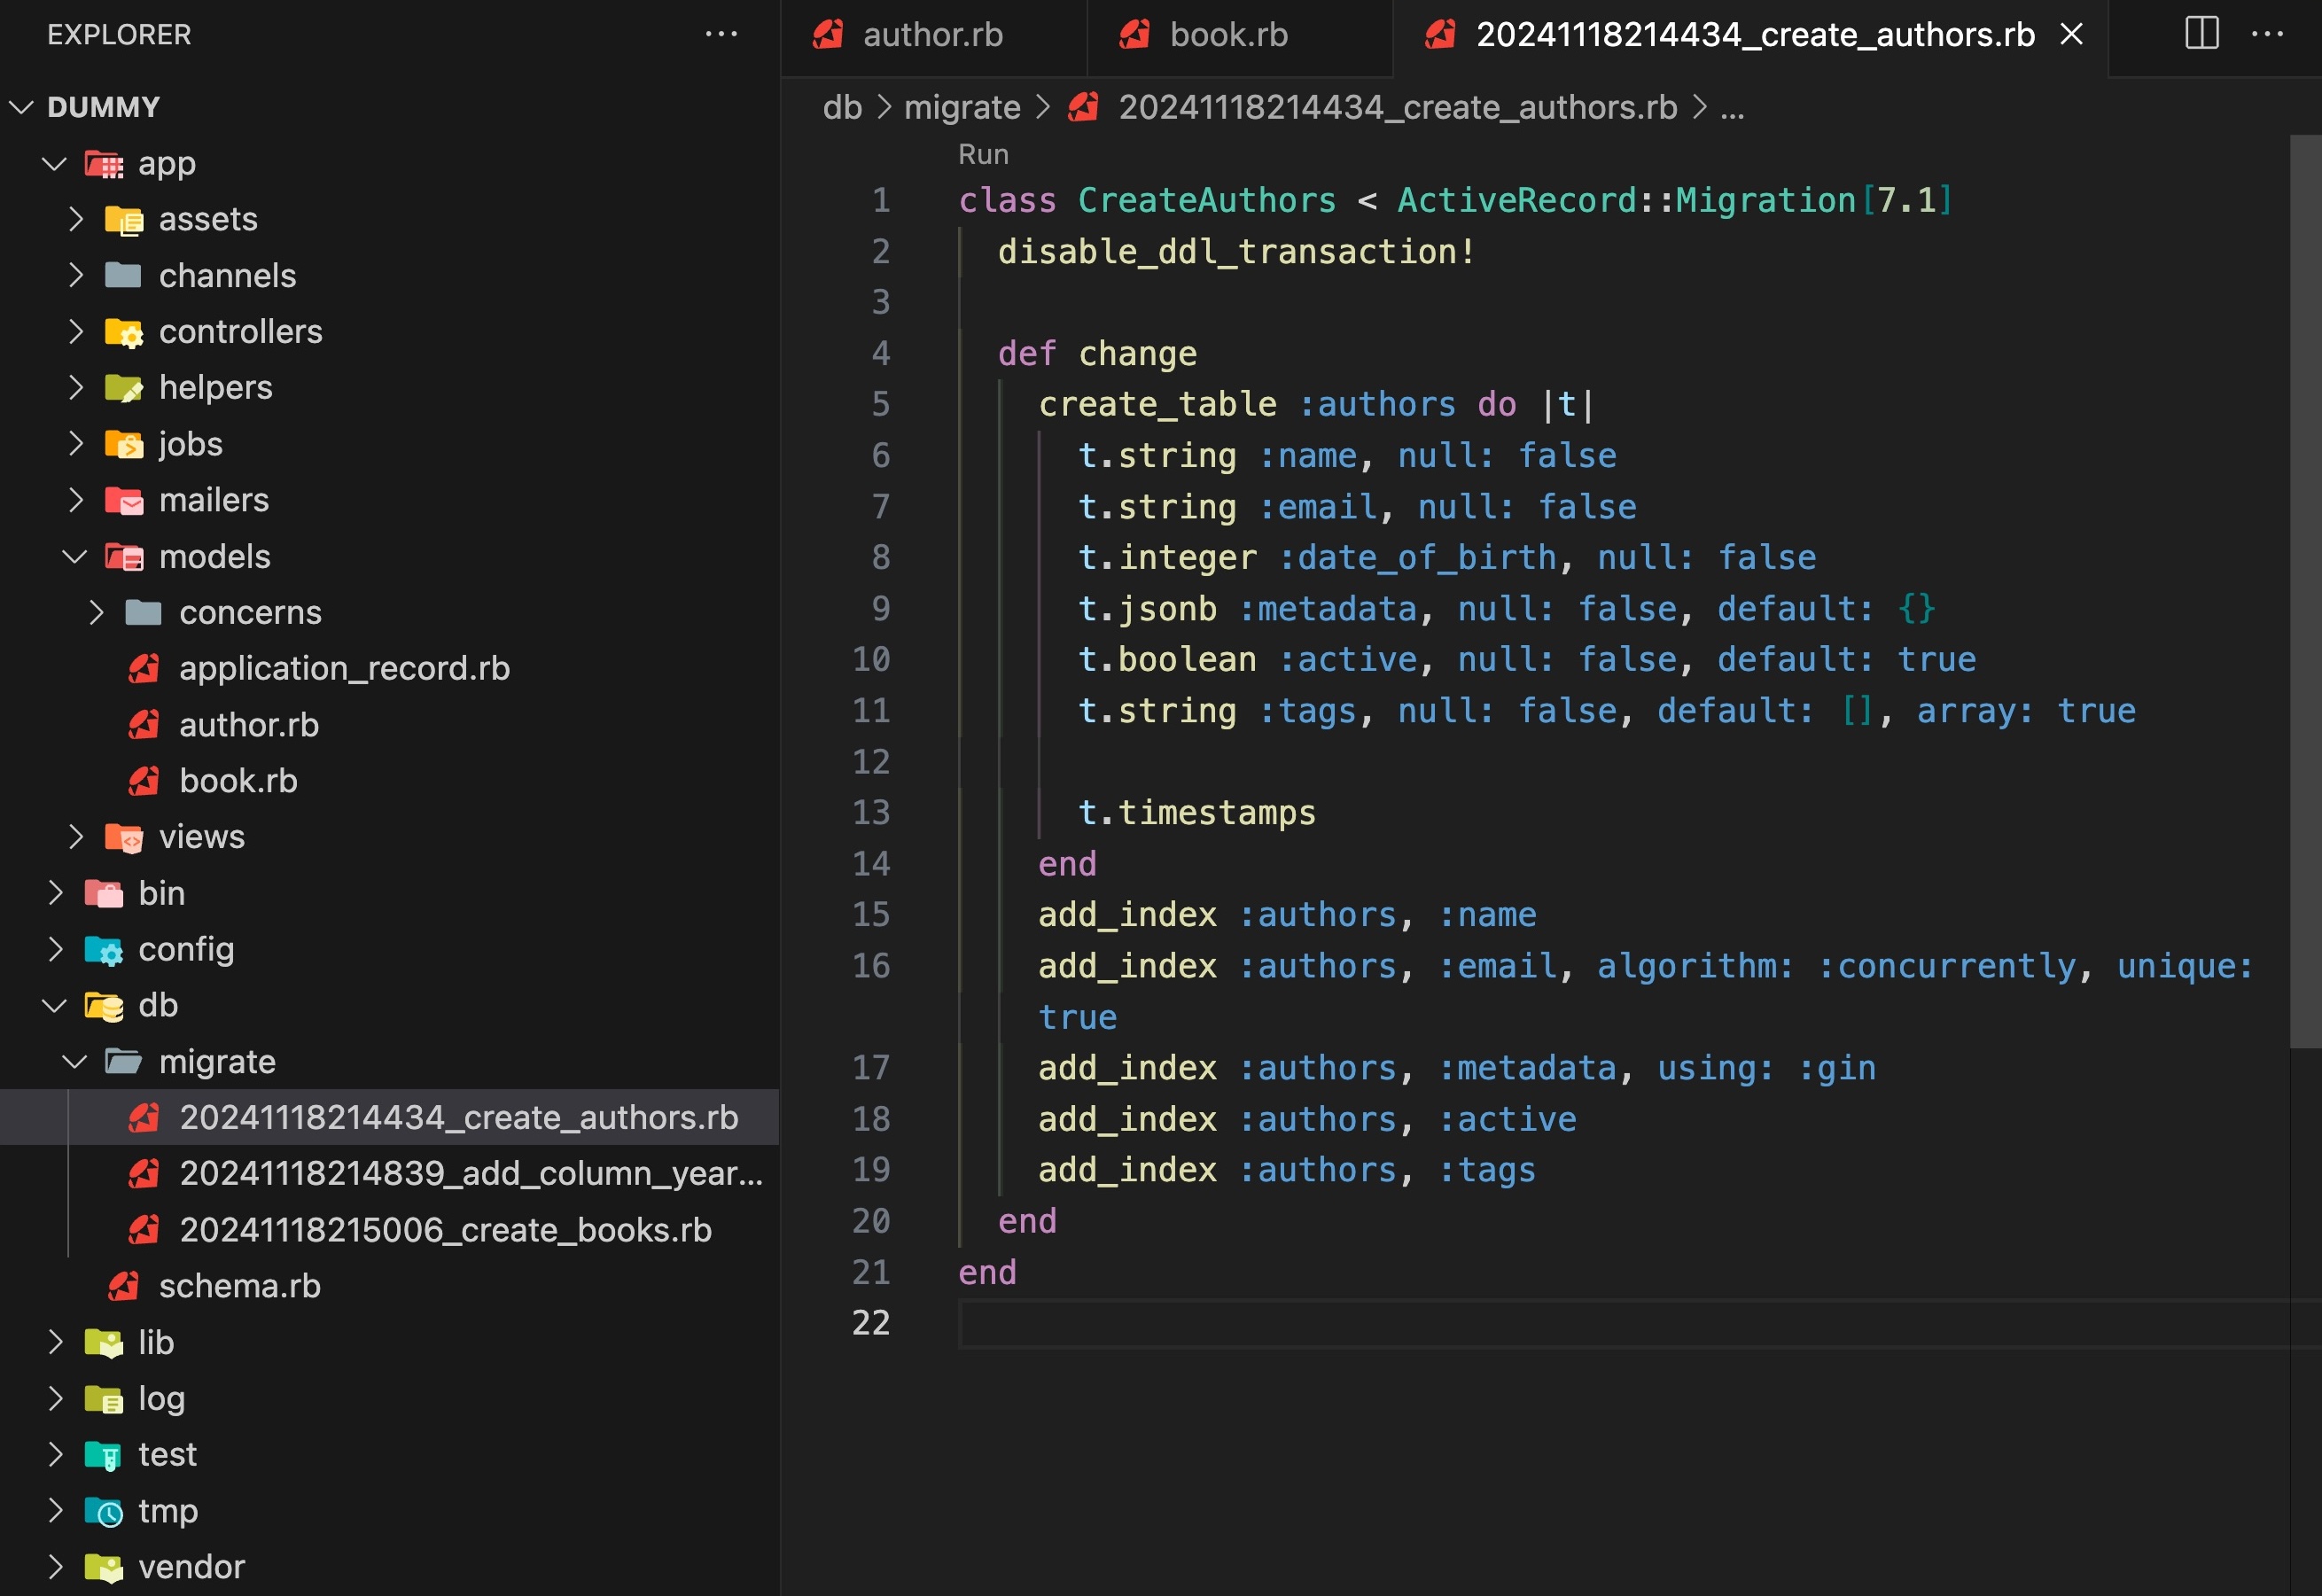 EXPLORER
DUMMY
app
assets
channels
controllers
helpers
jobs
mailers
models
concerns
application_record.rb
author.rb
book.rb
views
bin
config
db
migrate
20241118214434_create_authors.rb
20241118214839_add_column_year...
20241118215006_create_books.rb
schema.rb
lib
log
test
tmp
vendor
author.rb
book.rb
20241118214434_create_authors.rb
db > migrate > 20241118214434_create_authors.rb > ...
Run
1 class CreateAuthors < ActiveRecord::Migration[7.1]
2   disable_ddl_transaction!
3
4   def change
5     create_table :authors do |t|
6       t.string :name, null: false
7       t.string :email, null: false
8       t.integer :date_of_birth, null: false
9       t.jsonb :metadata, null: false, default: {}
10       t.boolean :active, null: false, default: true
11       t.string :tags, null: false, default: [], array: true
12
13       t.timestamps
14     end
15     add_index :authors, :name
16     add_index :authors, :email, algorithm: :concurrently, unique:
true
17     add_index :authors, :metadata, using: :gin
18     add_index :authors, :active
19     add_index :authors, :tags
20   end
21 end
22